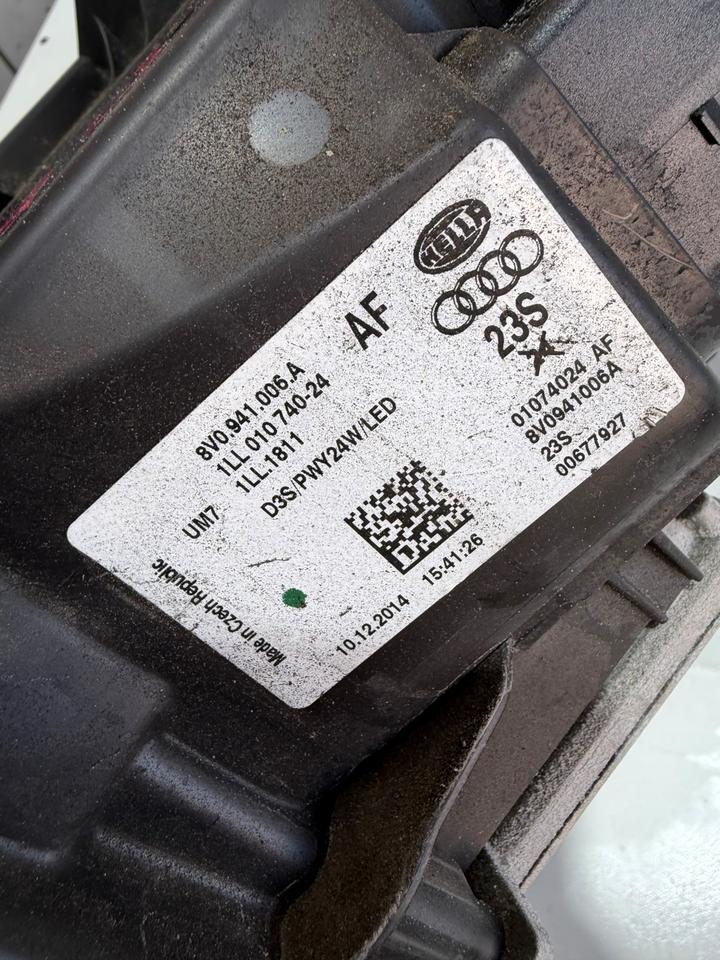 HELLA
23S
AF
8V0.941.006.A
1LL 010 740-24
1LL.1811
UM7
D3S/PWY24W/LED
01074024 AF
8V0941006A
23S
00677927
Made in Czech Republic
10.12.2014 15:41:26